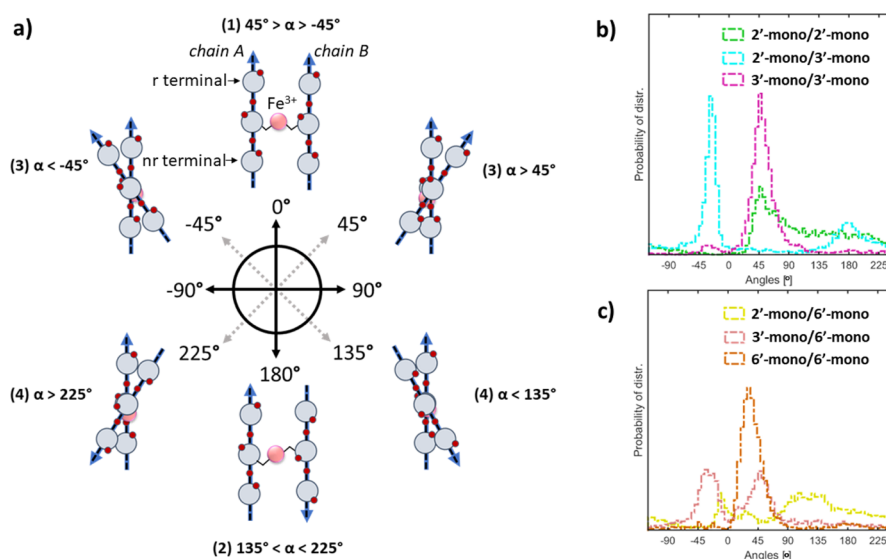 a)
(1) 45° > α > -45°
chain A
chain B
r terminal
Fe3+
nr terminal
(3) α < -45°
(3) α > 45°
0°
-45°
45°
-90°
90°
225°
135°
180°
(4) α > 225°
(4) α < 135°
(2) 135° < α < 225°
b)
2'-mono/2'-mono
2'-mono/3'-mono
3'-mono/3'-mono
Probability of distr.
-90 -45 0 45 90 135 180 225
Angles [°]
c)
2'-mono/6'-mono
3'-mono/6'-mono
6'-mono/6'-mono
Probability of distr.
-90 -45 0 45 90 135 180 225
Angles [°]